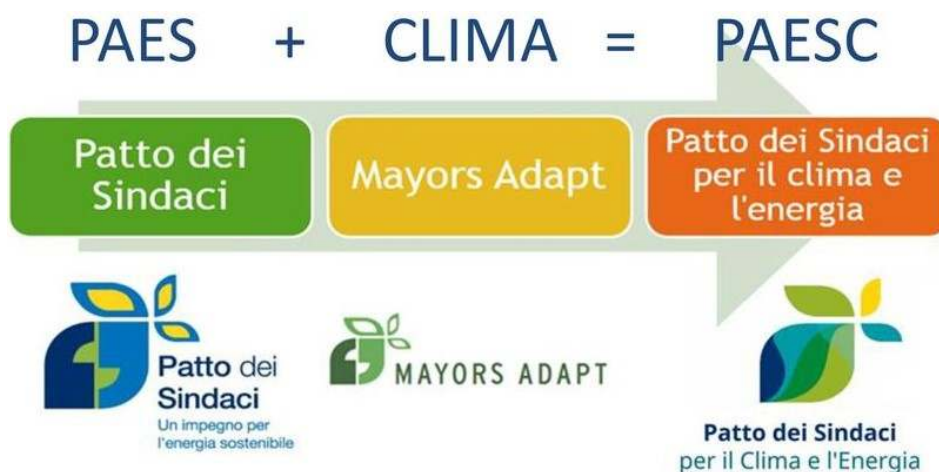 PAES + CLIMA = PAESC
Patto dei
Sindaci
Mayors Adapt
Patto dei Sindaci
per il clima e
l'energia
Patto dei
Sindaci
Un impegno per
l'energia sostenibile
MAYORS ADAPT
Patto dei Sindaci
per il Clima e l'Energia